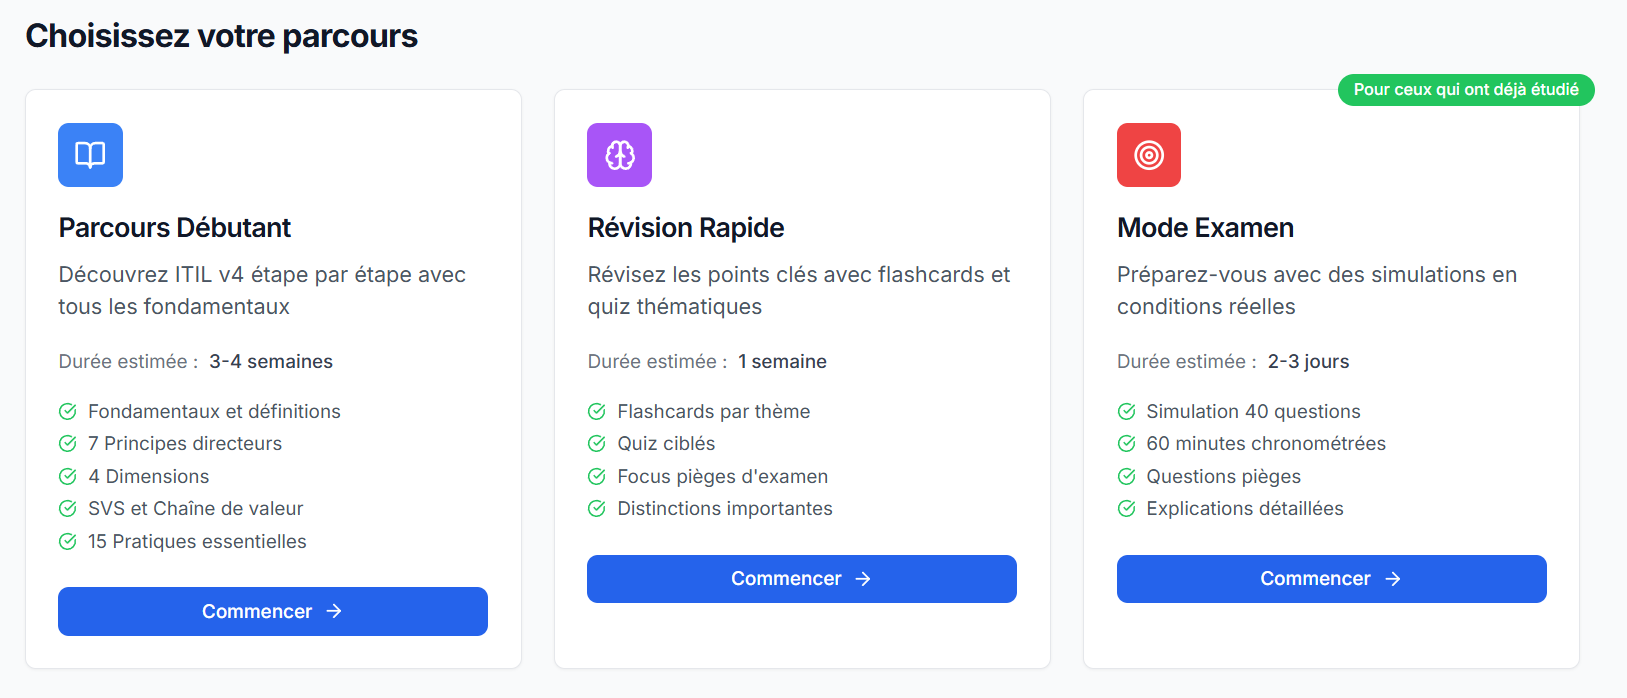 Choisissez votre parcours
Parcours Débutant
Découvrez ITIL v4 étape par étape avec
tous les fondamentaux
Durée estimée : 3-4 semaines
Fondamentaux et définitions
7 Principes directeurs
4 Dimensions
SVS et Chaîne de valeur
15 Pratiques essentielles
Commencer →
Révision Rapide
Révisez les points clés avec flashcards et
quiz thématiques
Durée estimée : 1 semaine
Flashcards par thème
Quiz ciblés
Focus pièges d'examen
Distinctions importantes
Commencer →
Pour ceux qui ont déjà étudié
Mode Examen
Préparez-vous avec des simulations en
conditions réelles
Durée estimée : 2-3 jours
Simulation 40 questions
60 minutes chronométrées
Questions pièges
Explications détaillées
Commencer →